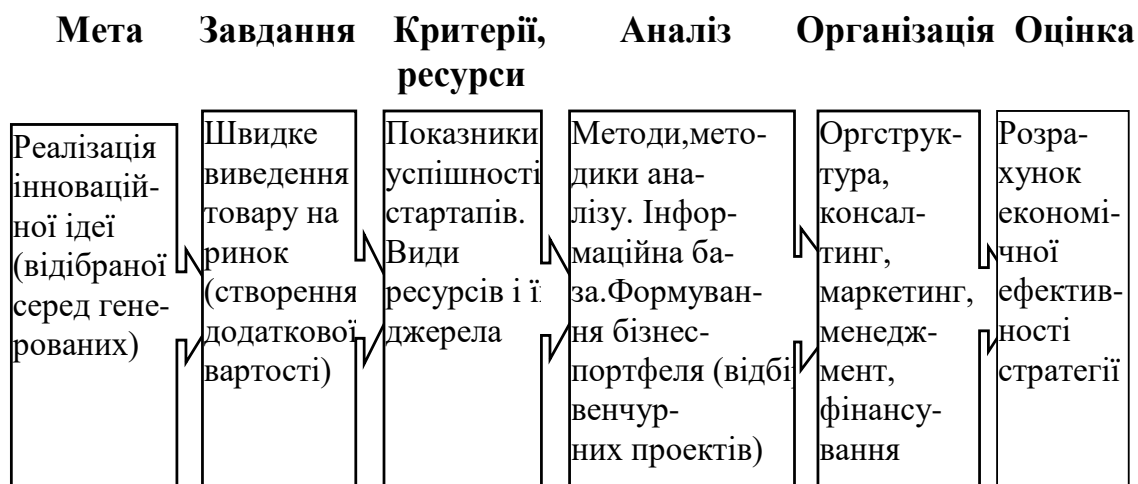 Мета
Завдання
Критерії,
ресурси
Аналіз
Організація
Оцінка
Реалізація
інновацій-
ної ідеї
(відібраної
серед гене-
рованих)
Швидке
виведення
товару на
ринок
(створення
додаткової
вартості)
Показники
успішності
стартапів.
Види
ресурсів і
джерела
Методи,мето-
дики ана-
лізу. Інфор-
маційна ба-
за.Формуван-
ня бізнес-
портфеля
венчур-
них проектів)
Оргструк-
тура,
консал-
тинг,
маркетинг,
менедж-
мент,
фінансу-
вання
Розра-
хунок
економі-
чної
ефектив-
ності
стратегії